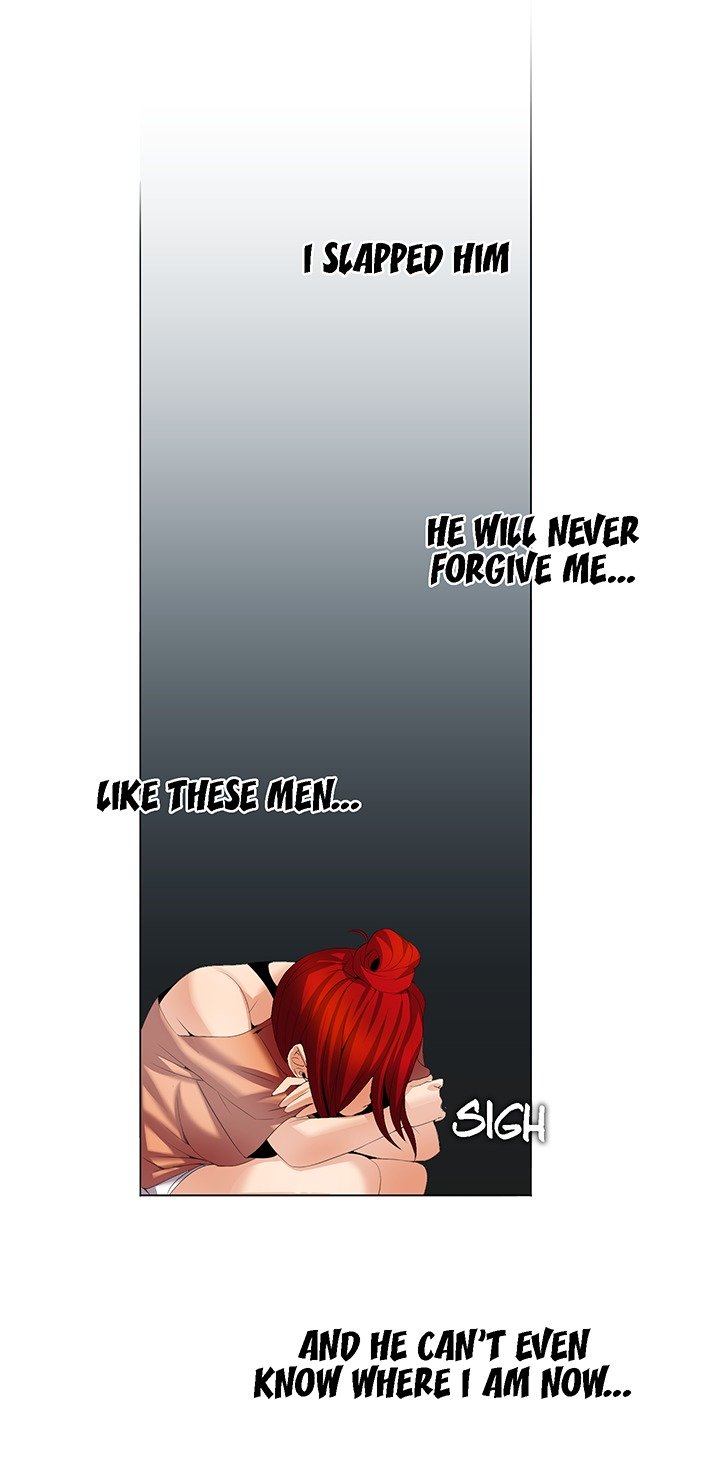 I SLAPPED HIM
HE WILL NEVER
FORGIVE ME...
LIKE THESE MEN...
SIGH
AND HE CAN'T EVEN
KNOW WHERE I AM NOW...